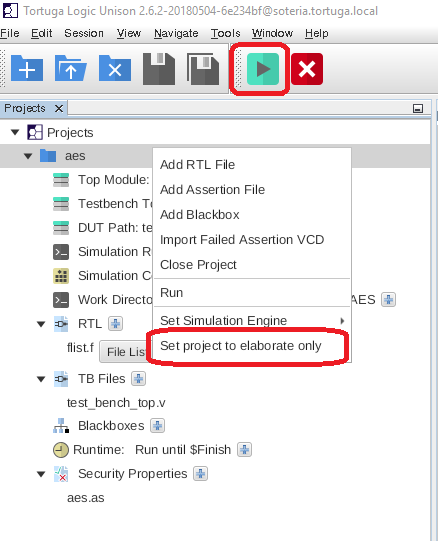 Tortuga Logic Unison 2.6.2-20180504-6e234bf@soteria.tortuga.local
File Edit Session View Tools Window Help
Projects
Projects
aes
Top Module:
Testbench To
DUT Path: te
Simulation R
Simulation Co
Work Director
AES
RTL
flist.f File List
TB Files
test_bench_top.v
Blackboxes
Runtime: Run until $Finish
Security Properties
aes.as
Add RTL File
Add Assertion File
Add Blackbox
Import Failed Assertion VCD
Close Project
Run
Set Simulation Engine
Set project to elaborate only